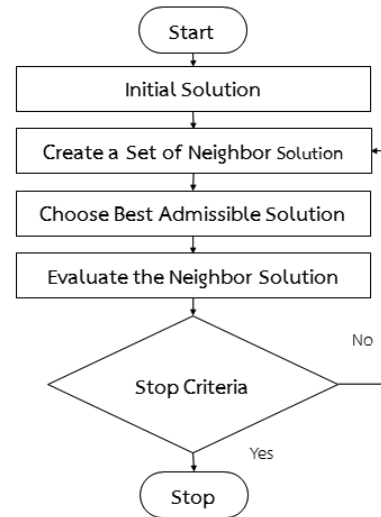 Start
Initial Solution
Create a Set of Neighbor Solution
Choose Best Admissible Solution
Evaluate the Neighbor Solution
No
Stop Criteria
Yes
Stop